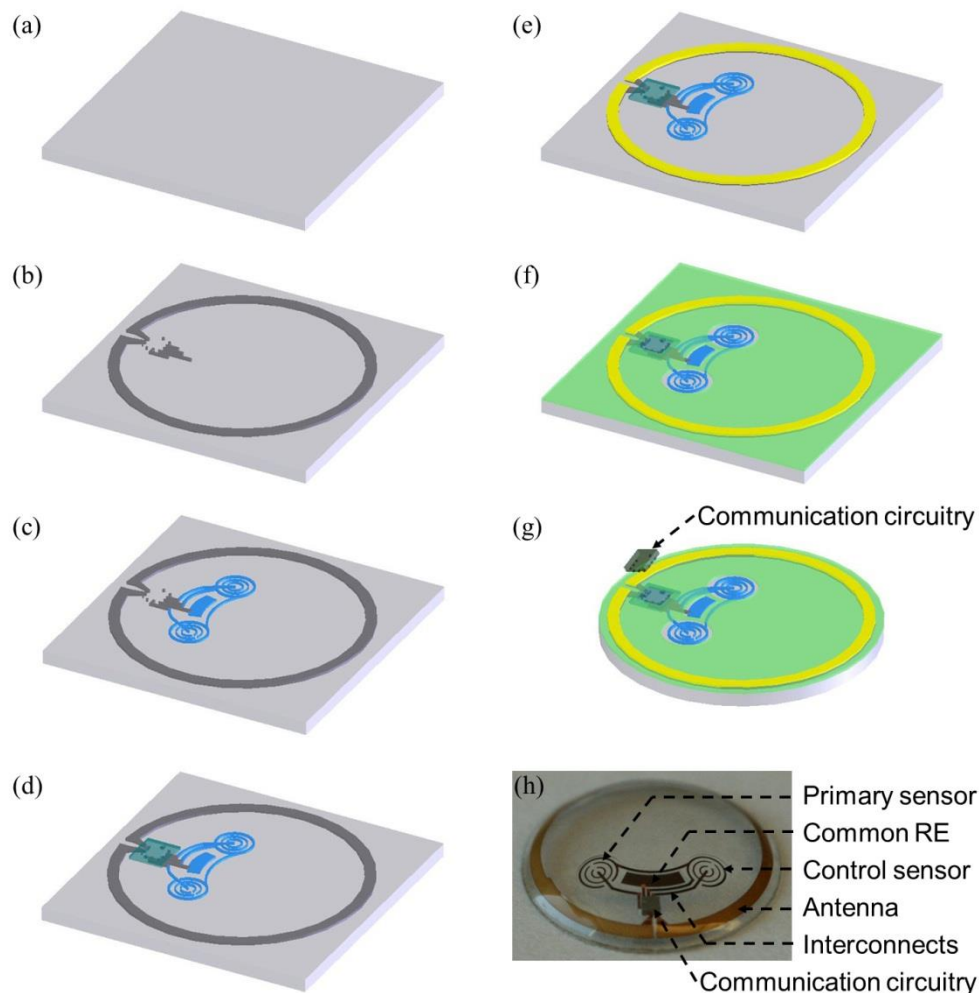 (a)
(b)
(c)
(d)
(e)
(f)
(g)
Communication circuitry
(h)
Primary sensor
Common RE
Control sensor
Antenna
Interconnects
Communication circuitry